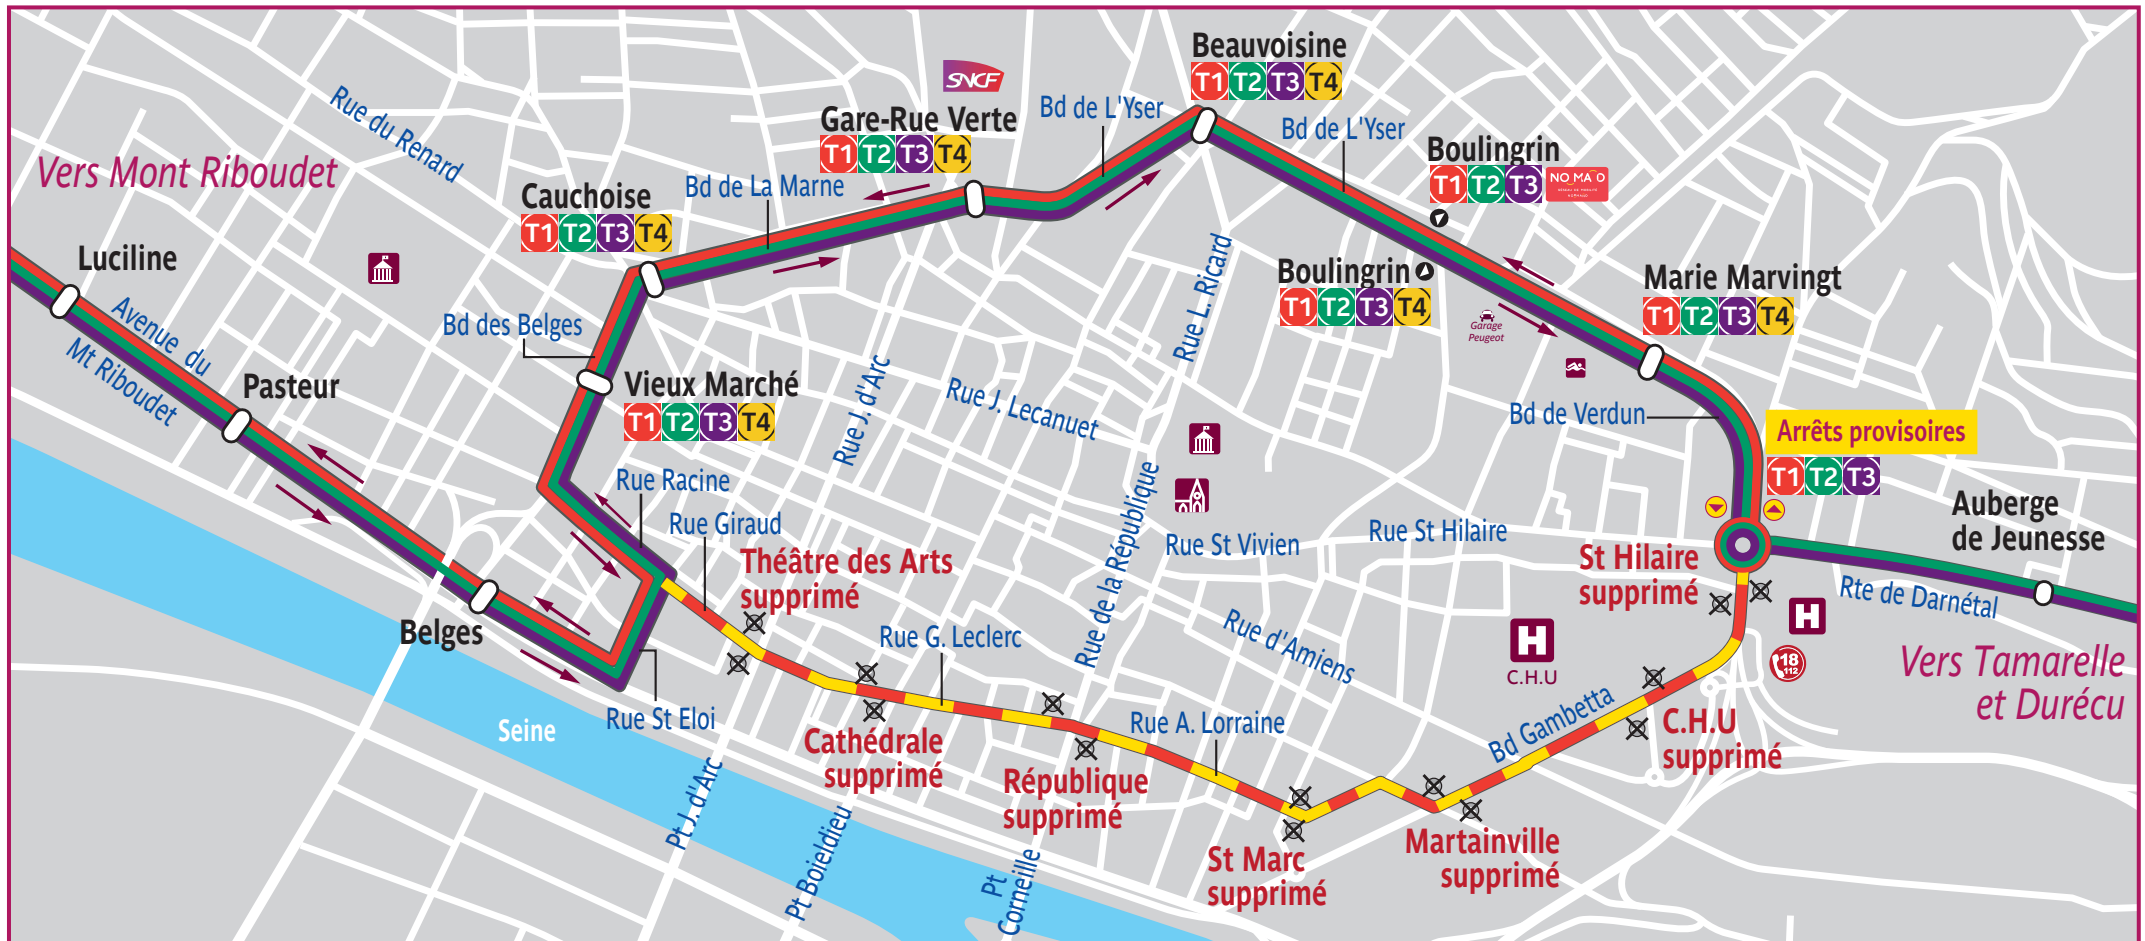 Beauvoisine
T1 T2 T3 T4
SNCF
Gare-Rue Verte
T1 T2 T3 T4
Bd de L'Yser
Bd de L'Yser
Rue du Renard
Vers Mont Riboudet
Boulingrin
T1 T2 T3
NOMAD
Cauchoise
T1 T2 T3 T4
Bd de La Marne
Luciline
Boulingrin
T1 T2 T3 T4
Marie Marvingt
T1 T2 T3 T4
Rue L. Ricard
Garage
Peugeot
Avenue du
Mt Riboudet
Bd des Belges
Pasteur
Vieux Marché
T1 T2 T3 T4
Rue J. d'Arc
Rue J. Lecanuet
Bd de Verdun
Arrêts provisoires
T1 T2 T3
Rue Racine
Rue Giraud
Rue de la République
Rue St Vivien
Rue St Hilaire
Auberge
de Jeunesse
Théâtre des Arts
supprimé
St Hilaire
supprimé
Rte de Darnétal
Belges
Rue G. Leclerc
Rue d'Amiens
H
C.H.U
H
18
112
Vers Tamarelle
et Durécu
Seine
Rue St Eloi
Cathédrale
supprimé
Rue A. Lorraine
Bd Gambetta
C.H.U
supprimé
République
supprimé
Pt J. d'Arc
Pt Boieldieu
Pt
Corneille
St Marc
supprimé
Martainville
supprimé